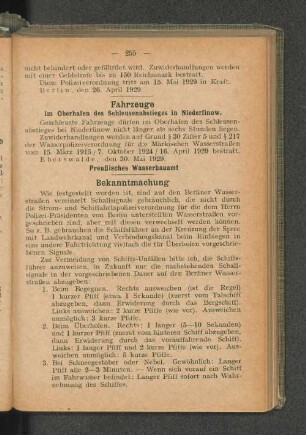 — 255 —
nicht behindert oder gefährdet wird. Zuwiderhandlungen werden
mit einer Geldstrafe bis zu 150 Reichsmark bestraft.
Diese Polizeiverordnung tritt am 15. Mai 1929 in Kraft.
Berlin, den 26. April 1929.
Fahrzeuge
im Oberhafen des Schleusenabstieges in Niederfinow.
Geschleuste Fahrzeuge dürfen im Oberhafen des Schleusen-
abstieges bei Niederfinow nicht länger als sechs Stunden liegen.
Zuwiderhandlungen werden auf Grund § 30 Ziffer 5 und § 217
der Wasserpolizeiverordnung für die Märkischen Wasserstraßen
vom 15. März 1915 / 7. Oktober 1924 / 16. April 1920 bestraft.
Eberswalde, den 30. Mai 1929.
Preußisches Wasserbauamt
Bekanntmachung
Wie festgestellt worden ist, sind auf den Berliner Wasser-
straßen vereinzelt Schallsignale gebräuchlich, die nicht durch
die Strom- und Schiffahrtpolizeiverordnung für die dem Herrn
Polizei-Präsidenten von Berlin unterstellten Wasserstraßen vorge-
schrieben sind, oder mit diesen verwechselt werden können.
So z. B. gebrauchen die Schiffsführer an der Kreuzung der Spree
mit Landwehrkanal und Verbindungskanal beim Einbiegen in
eine andere Fahrtrichtung vielfach die für Überholen vorgeschrie-
benen Signale.
Zur Vermeidung von Schiffs-Unfällen bitte ich, die Schiffs-
führer anzuweisen, in Zukunft nur die nachstehenden Schall-
signale in der vorgeschriebenen Dauer auf den Berliner Wasser-
straßen abzugeben.
1. Beim Begegnen. Rechts ausweichen (ist die Regel)
1 kurzer Pfiff (etwa 1 Sekunde) (zuerst vom Talschiff
abzugeben, dann Erwiderung durch das Bergschiff).
Links ausweichen: 2 kurze Pfiffe (wie vor). Ausweichen
unmöglich: 3 kurze Pfiffe.
2. Beim Überholen. Rechts: 1 langer (5—10 Sekunden)
und 1 kurzer Pfiff (zuerst vom hinteren Schiff abzugeben,
dann Erwiderung durch das vorausfahrende Schiff).
Links: 1 langer Pfiff und 2 kurze Pfiffe (wie vor). Aus-
weichen unmöglich: 5 kurze Pfiffe.
3. Bei Schneegestöber oder Nebel. Gewöhnlich: Langer
Pfiff alle 2—3 Minuten. — Wenn sich voraus ein Schiff
im Fahrwasser befindet: Langer Pfiff sofort nach Wahr-
nehmung des Schiffes.